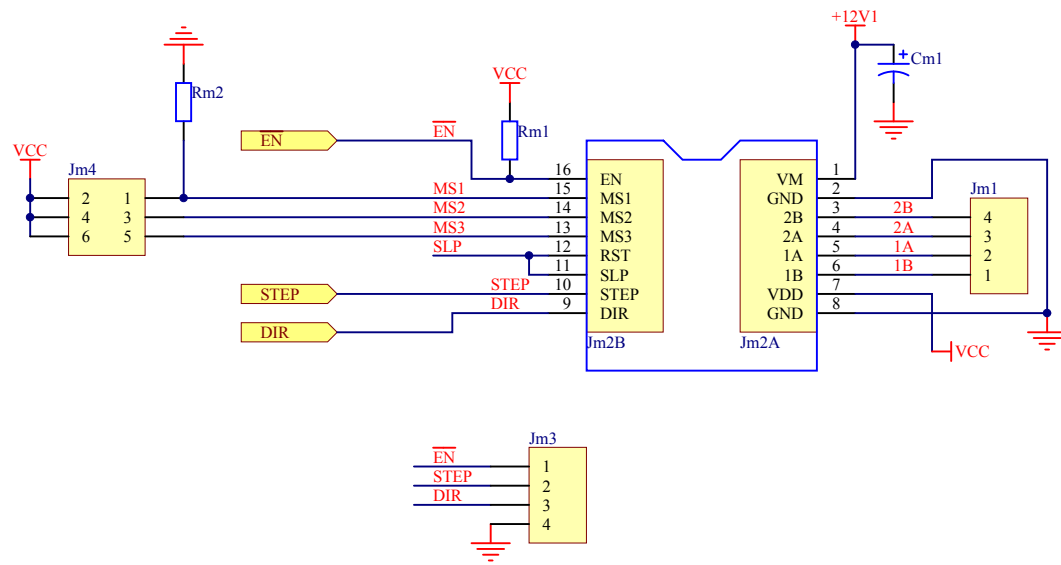 +12V1
Cm1
Rm2
VCC
Rm1
EN
EN
VCC
Jm4
2 1
4 3
6 5
MS1
MS2
MS3
SLP
STEP
STEP
DIR
DIR
16 EN
15 MS1
14 MS2
13 MS3
12 RST
11 SLP
10 STEP
9 DIR
Jm2B
VM 1
GND 2
2B 3
2A 4
1A 5
1B 6
VDD 7
GND 8
Jm2A
2B
2A
1A
1B
Jm1
4
3
2
1
VCC
Jm3
EN 1
STEP 2
DIR 3
4